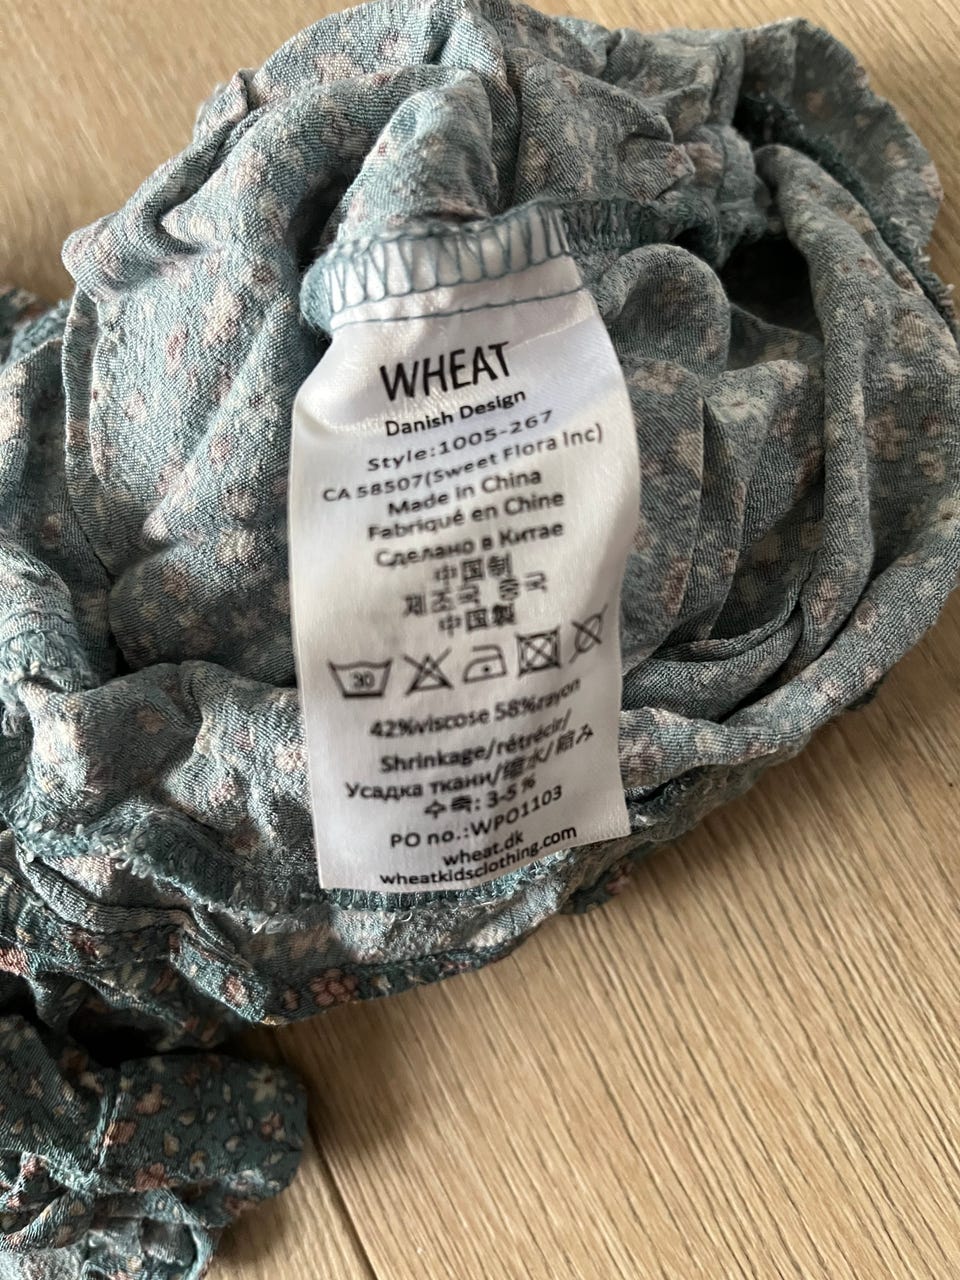 WHEAT
Danish Design
Style:1005-267
CA 58507(Sweet Flora Inc)
Made in China
Fabriqué en Chine
Сделано в Китае
中国制
제조국 중국
中国製
30
42%viscose 58%rayon
Shrinkage/rétrécir/
Усадка ткани/缩水/縮み
수축: 3-5%
PO no.:WPO1103
wheat.dk
wheatkidsclothing.com